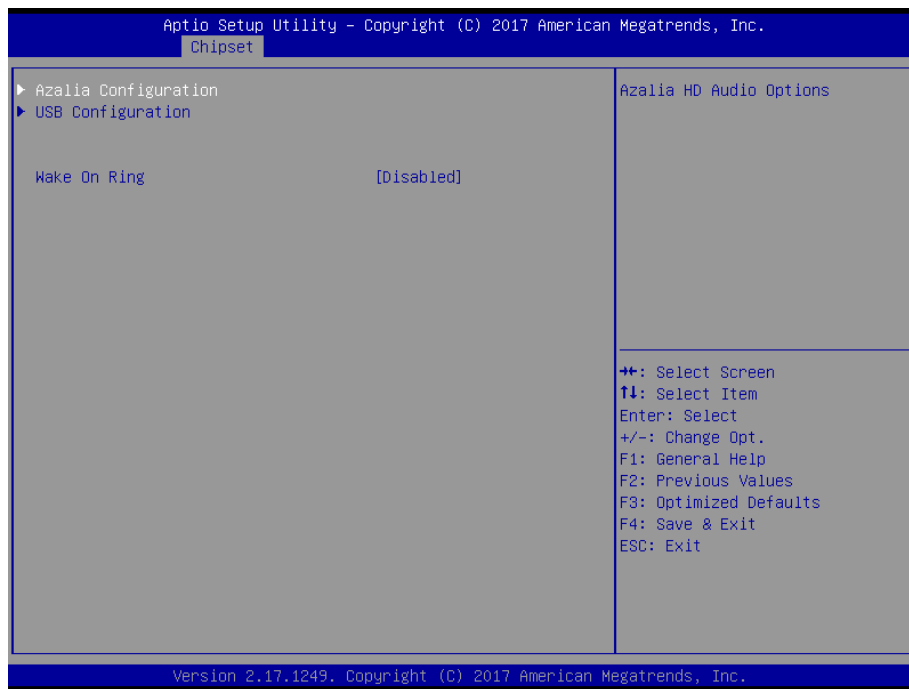 Aptio Setup Utility – Copyright (C) 2017 American Megatrends, Inc.
Chipset
Azalia Configuration
USB Configuration
Wake On Ring [Disabled]
Azalia HD Audio Options
→←: Select Screen
↑↓: Select Item
Enter: Select
+/-: Change Opt.
F1: General Help
F2: Previous Values
F3: Optimized Defaults
F4: Save & Exit
ESC: Exit
Version 2.17.1249. Copyright (C) 2017 American Megatrends, Inc.